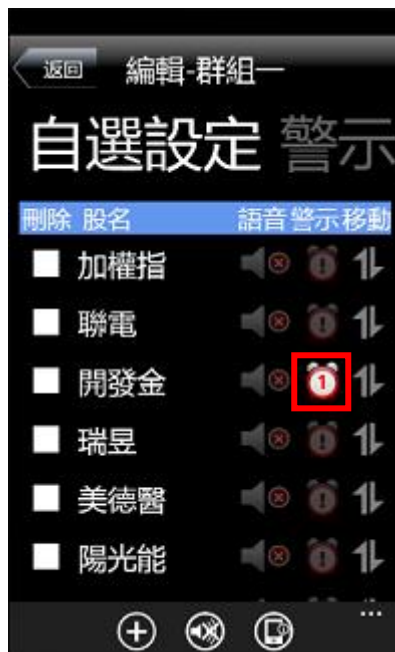 返回 編輯-群組一
自選設定 警示
刪除 股名 語音 警示 移動
加權指
聯電
開發金 1
瑞昱
美德醫
陽光能
...